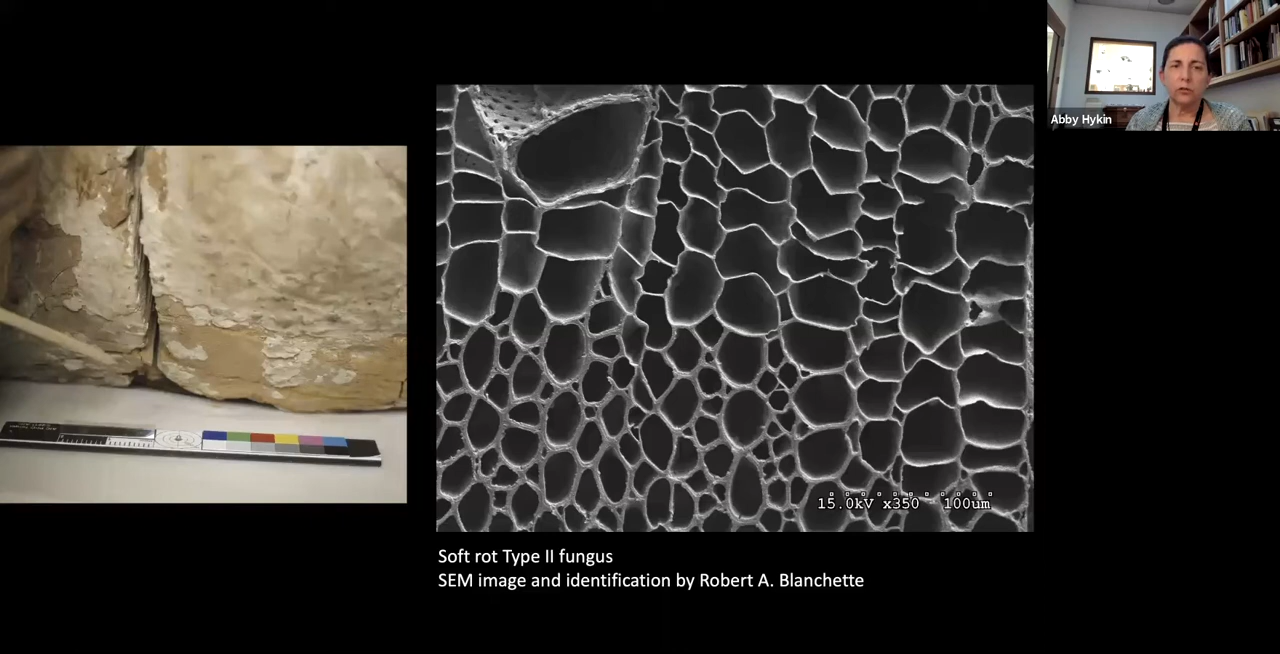 Abby Hykin
15.0kV x350 100um
Soft rot Type II fungus
SEM image and identification by Robert A. Blanchette